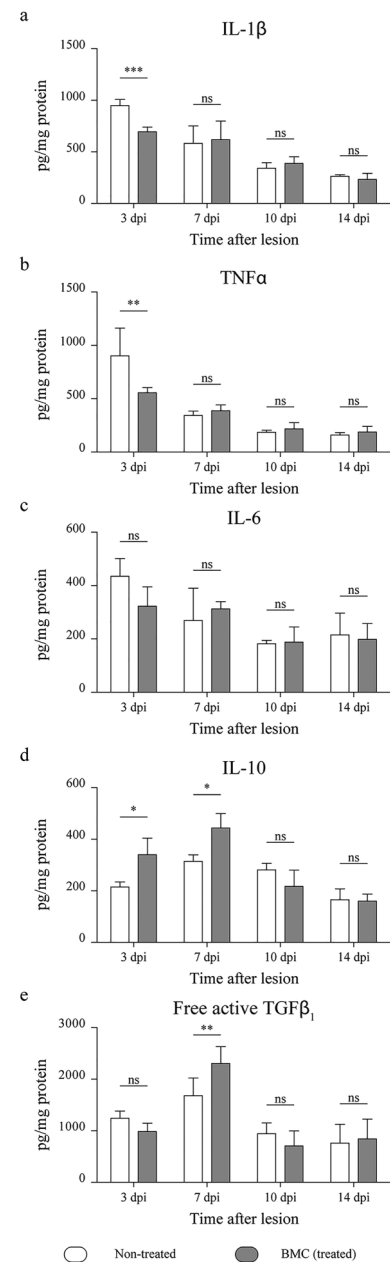 a
IL-1β
1500
1000
500
0
pg/mg protein
***
ns
ns
ns
3 dpi 7 dpi 10 dpi 14 dpi
Time after lesion
b
TNFα
1500
1000
500
0
pg/mg protein
**
ns
ns
ns
3 dpi 7 dpi 10 dpi 14 dpi
Time after lesion
c
IL-6
600
400
200
0
pg/mg protein
ns
ns
ns
ns
3 dpi 7 dpi 10 dpi 14 dpi
Time after lesion
d
IL-10
600
400
200
0
pg/mg protein
*
*
ns
ns
3 dpi 7 dpi 10 dpi 14 dpi
Time after lesion
e
Free active TGFβ₁
3000
2000
1000
0
pg/mg protein
ns
**
ns
ns
3 dpi 7 dpi 10 dpi 14 dpi
Time after lesion
Non-treated BMC (treated)